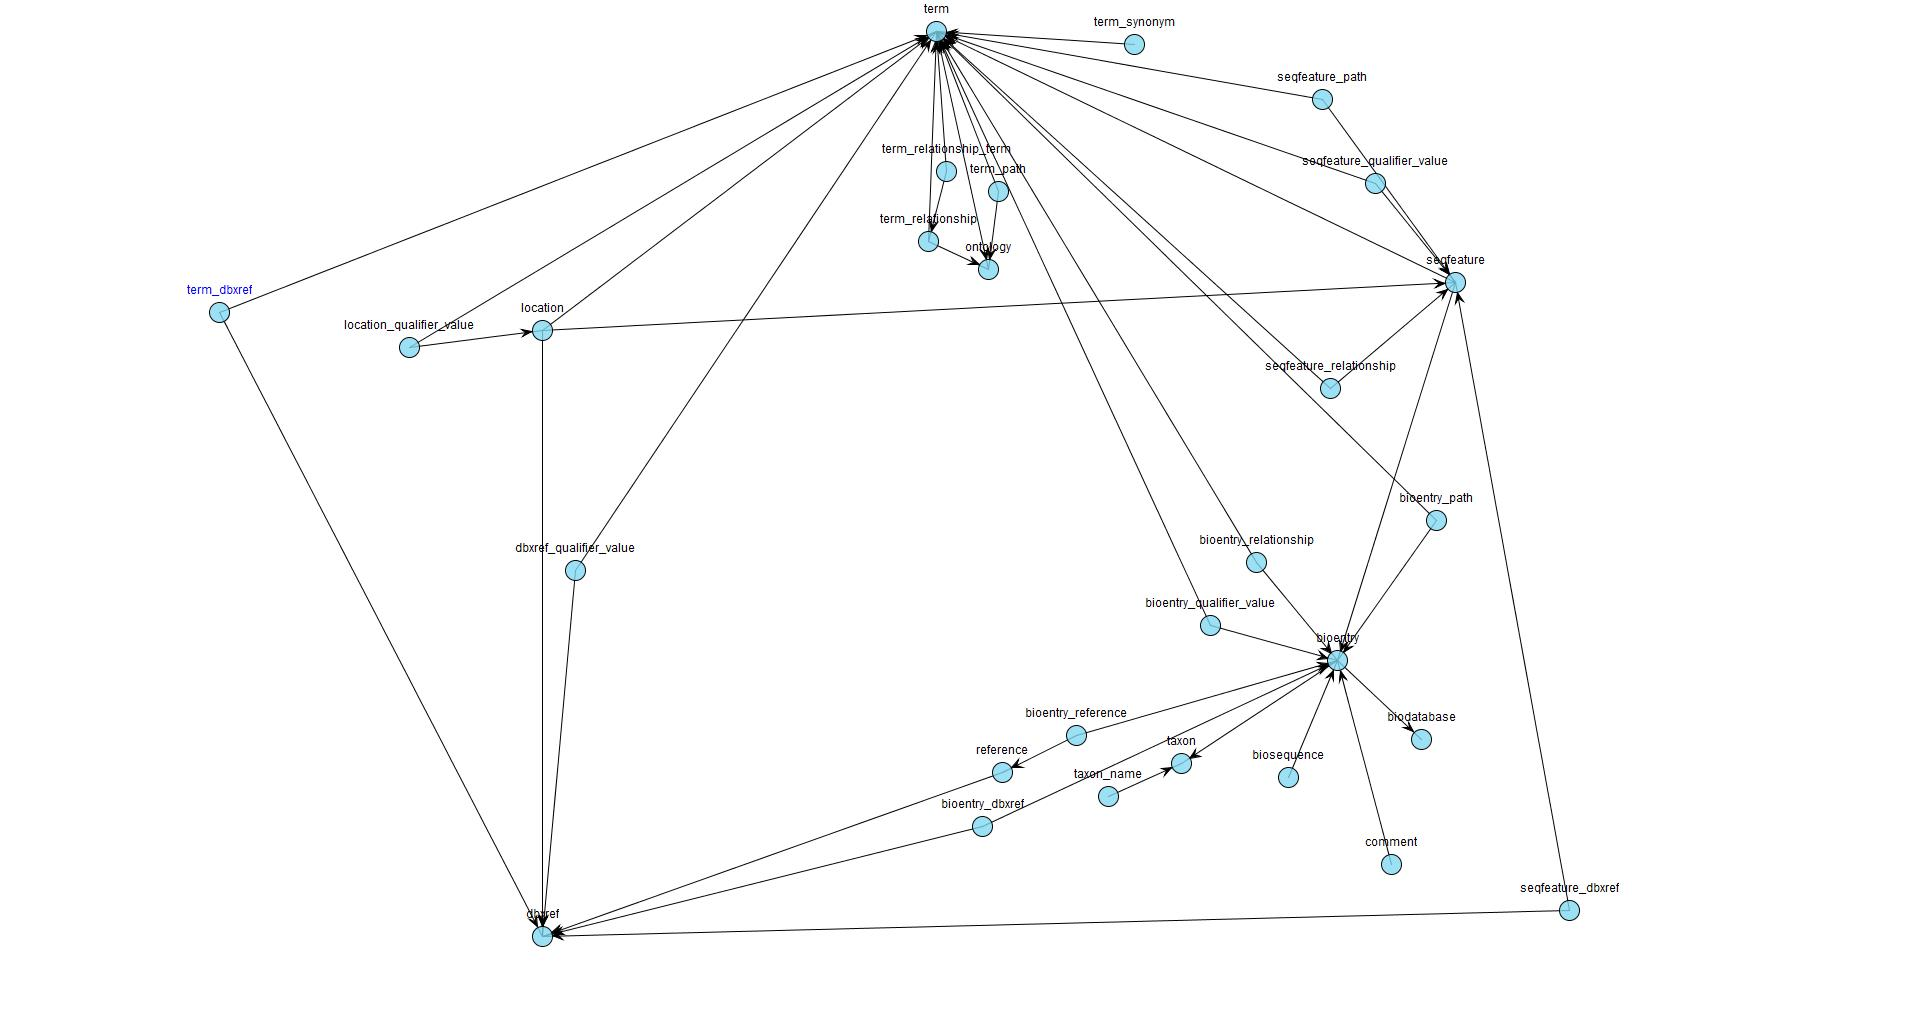 term
term_synonym
seqfeature_path
term_relationship_term
seqfeature_qualifier_value
term_path
term_relationship
ontology
seqfeature
term_dbxref
location
location_qualifier_value
seqfeature_relationship
bioentry_path
bioentry_relationship
dbxref_qualifier_value
bioentry_qualifier_value
bioentry
bioentry_reference
biodatabase
taxon
reference
biosequence
taxon_name
bioentry_dbxref
comment
seqfeature_dbxref
dbxref